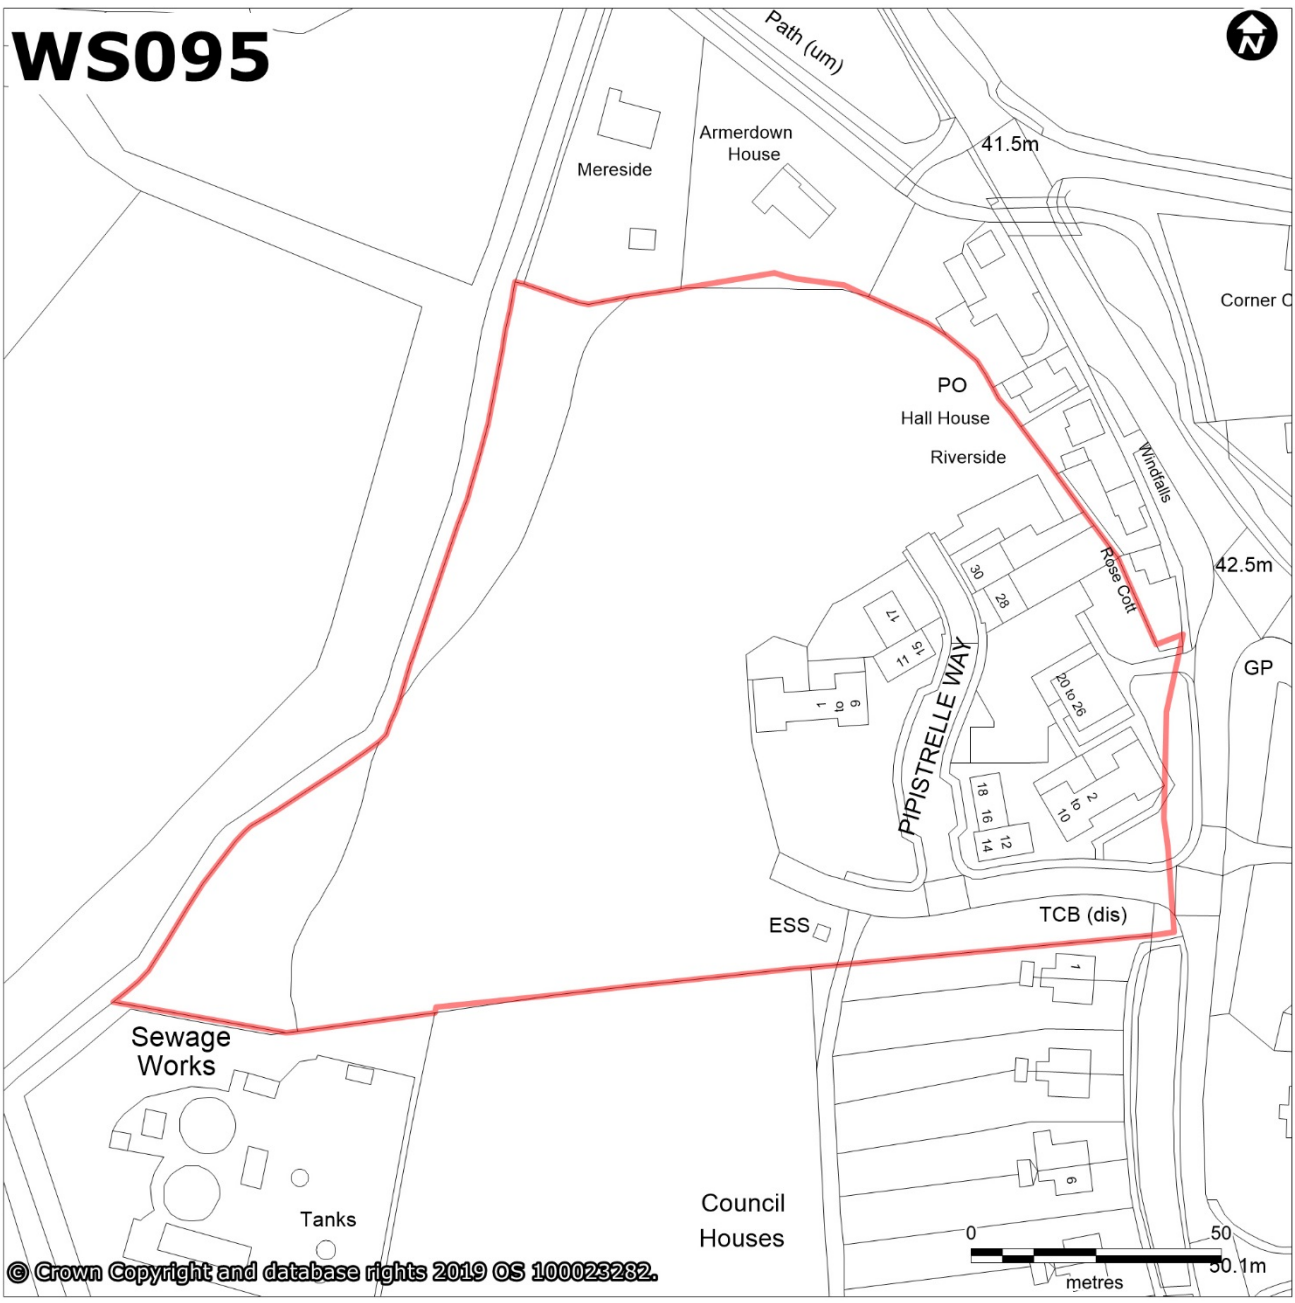 WS095
N
Path (um)
41.5m
Armerdown
House
Mereside
Corner C
PO
Hall House
Riverside
Windfalls
Rose Cott
42.5m
30
28
17
15
11
GP
PIPISTRELLE WAY
20 to 26
1 to 9
18
16
14
12
2
to
10
TCB (dis)
ESS
1
Sewage
Works
6
Council
Houses
Tanks
0 50
50.1m
metres
© Crown Copyright and database rights 2019 OS 100023282.